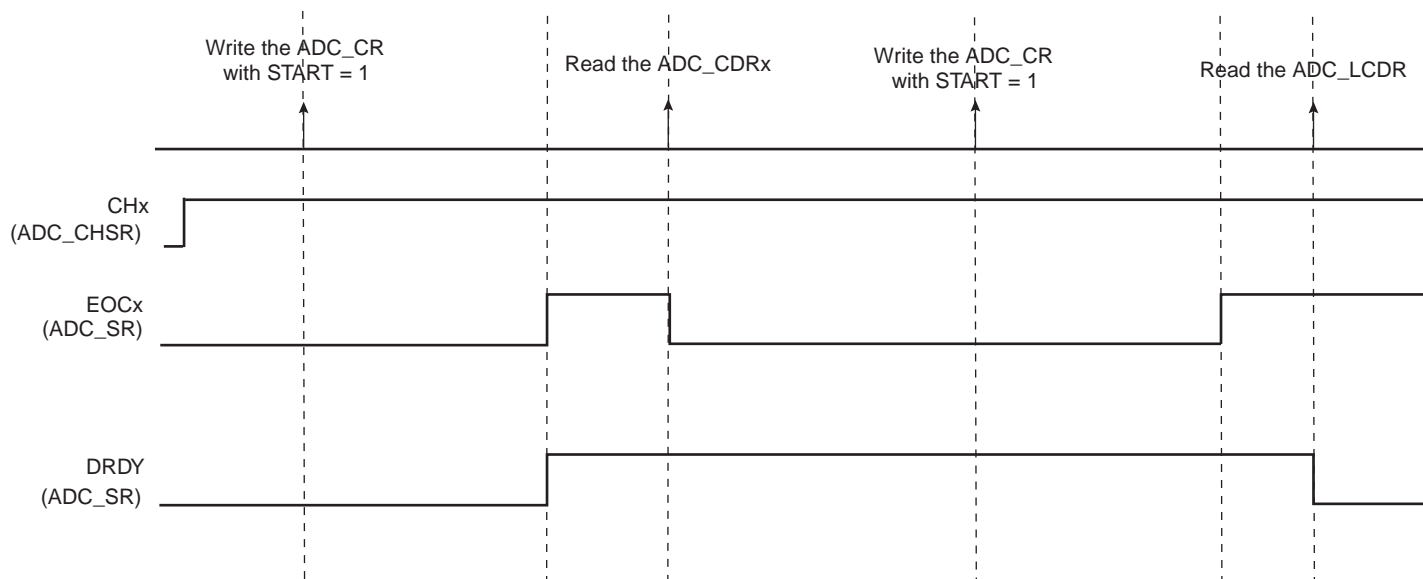 Write the ADC_CR
with START = 1
Read the ADC_CDRx
Write the ADC_CR
with START = 1
Read the ADC_LCDR
CHx
(ADC_CHSR)
EOCx
(ADC_SR)
DRDY
(ADC_SR)